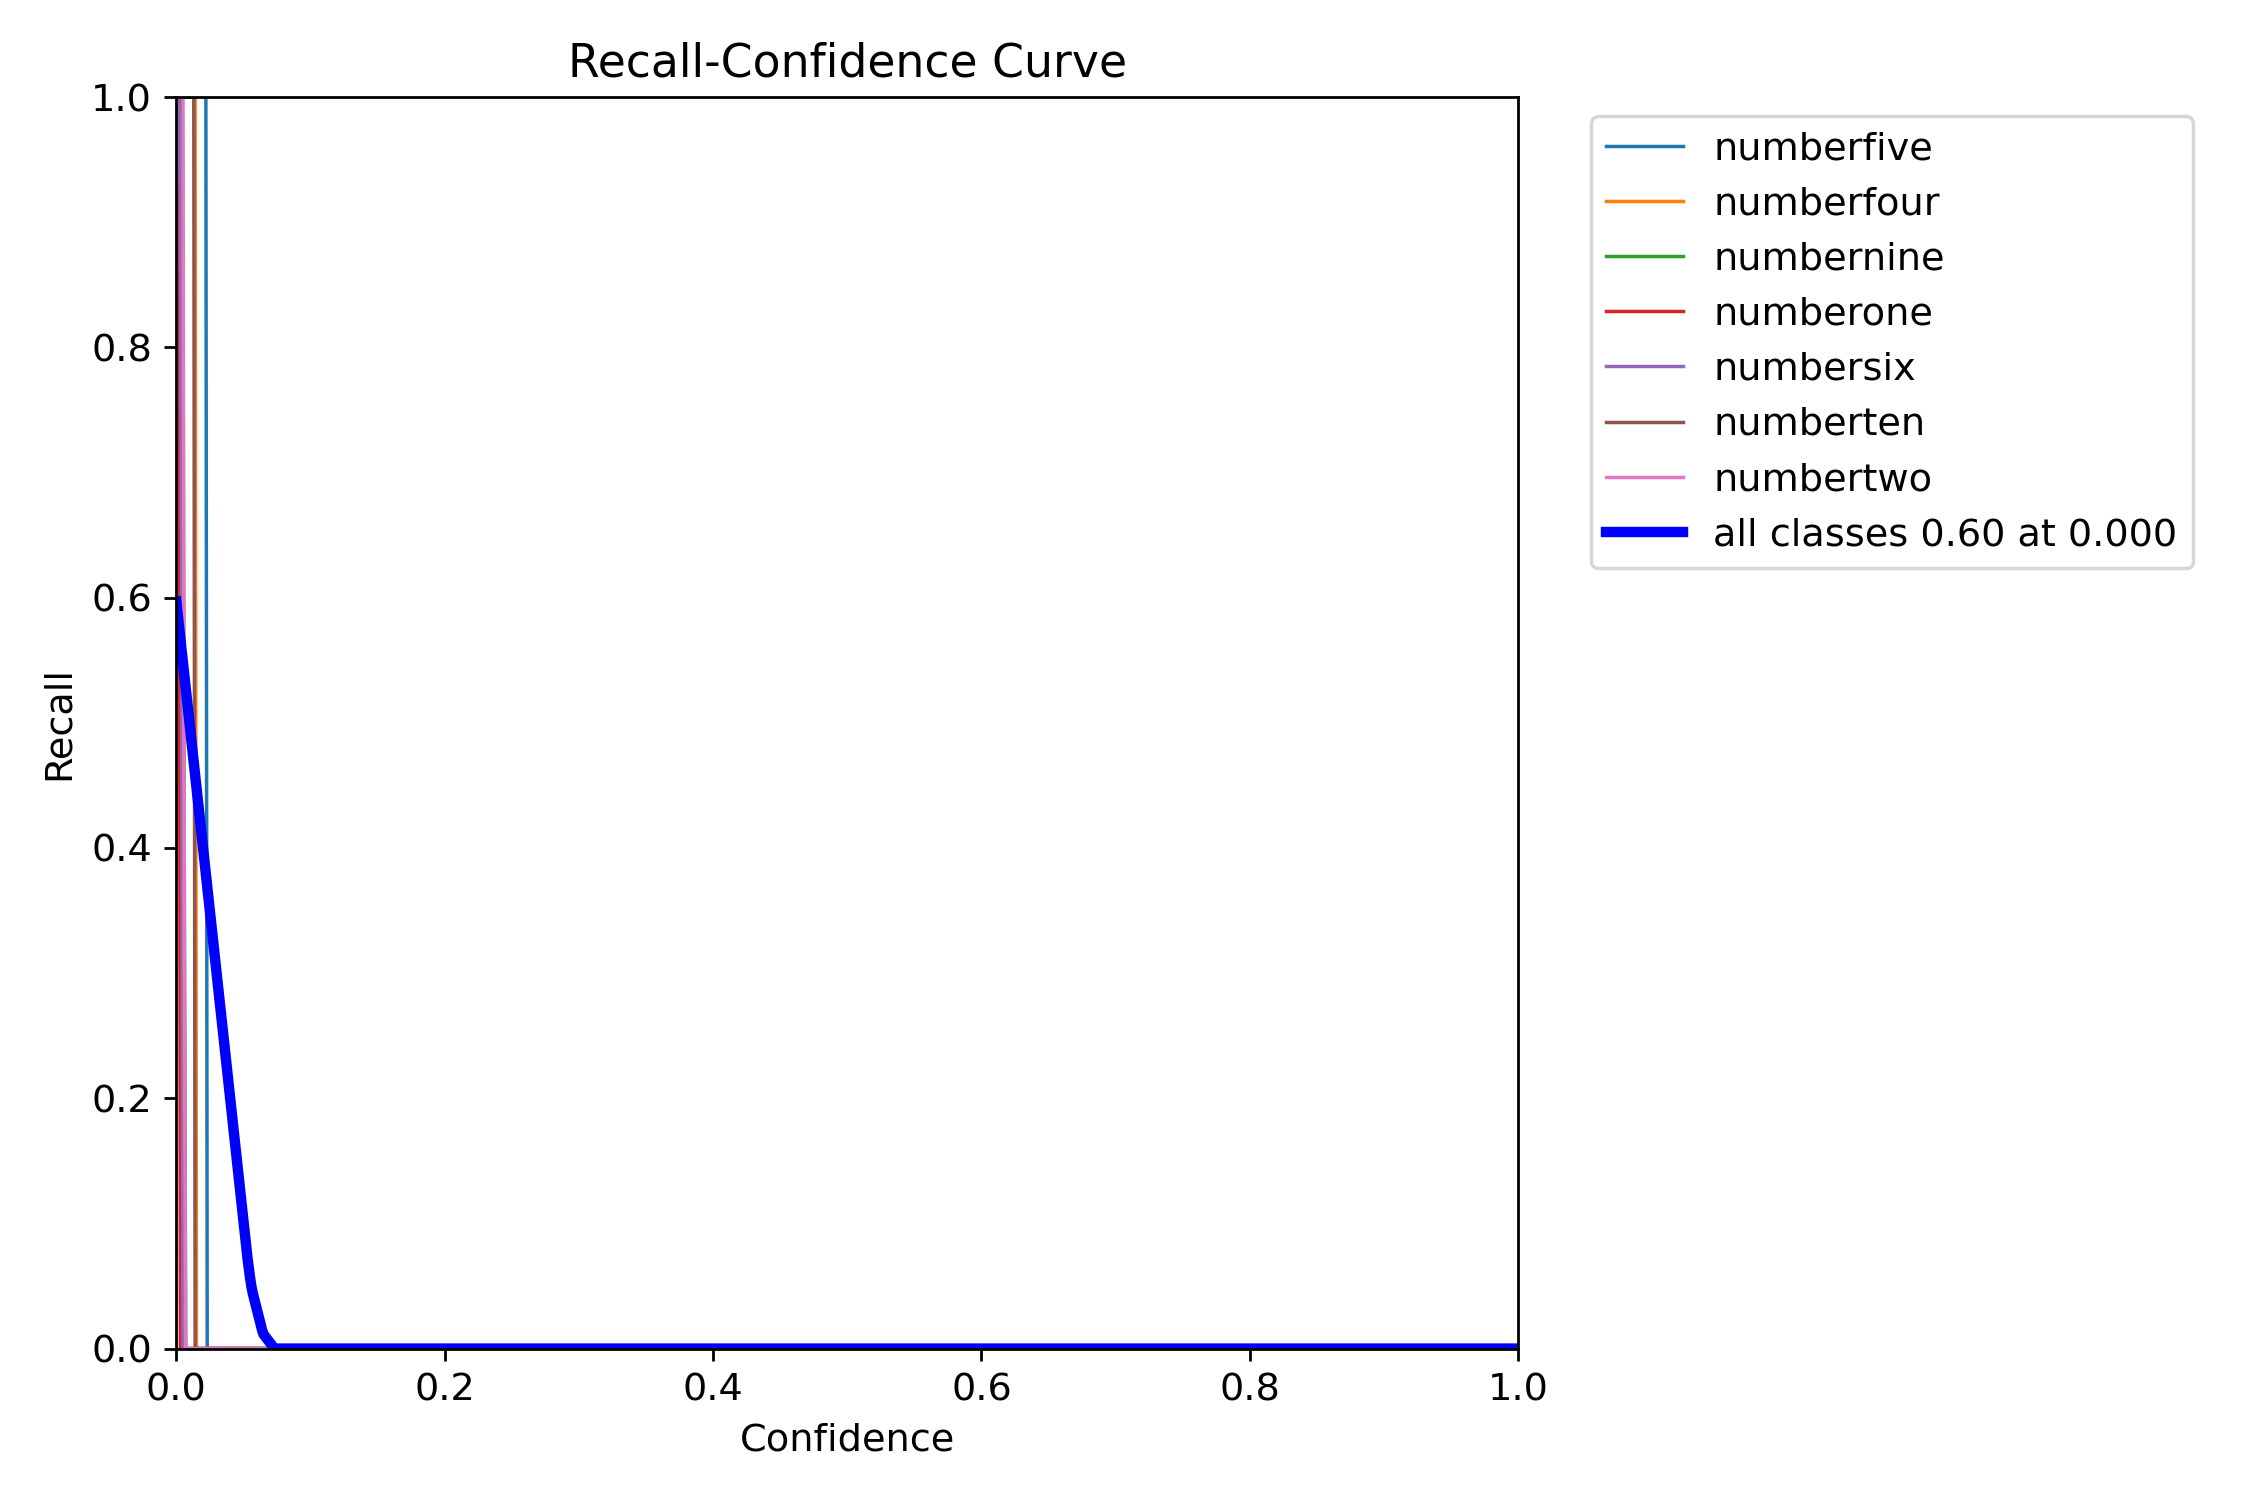 Recall-Confidence Curve
1.0
0.8
0.6
0.4
0.2
0.0
Recall
0.0 0.2 0.4 0.6 0.8 1.0
Confidence
numberfive
numberfour
numbernine
numberone
numbersix
numberten
numbertwo
all classes 0.60 at 0.000